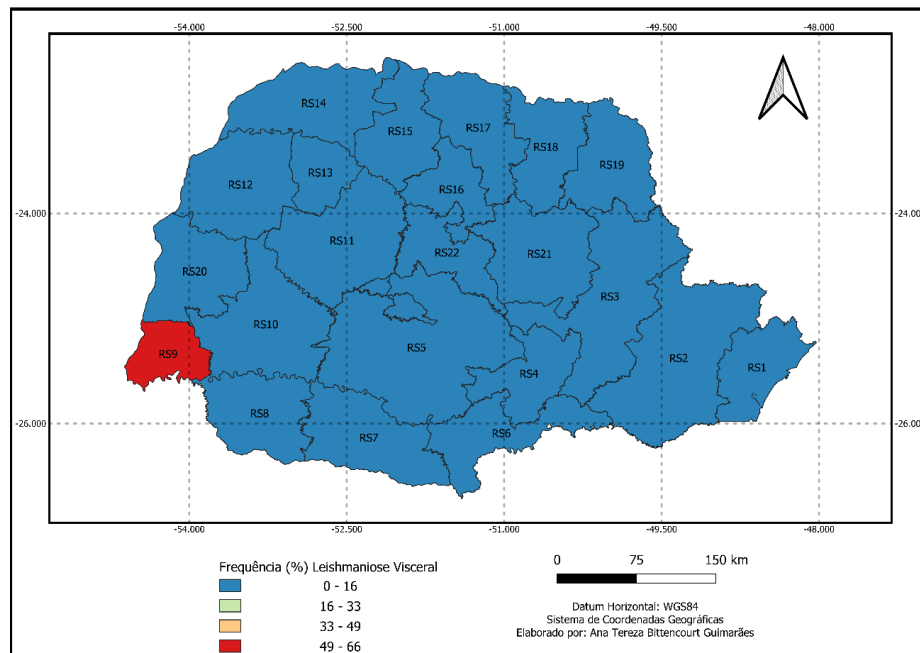 -54.000 -52.500 -51.000 -49.500 -48.000
RS14
RS17
RS15
RS18
RS19
RS13
RS12
RS16
-24.000 -24.000
RS11
RS22
RS21
RS20
RS3
RS10
RS5
RS9
RS2
RS1
RS4
RS8
-26.000 -26.000
RS6
RS7
-54.000 -52.500 -51.000 -49.500 -48.000
Frequência (%) Leishmaniose Visceral
0 - 16
16 - 33
33 - 49
49 - 66
0 75 150 km
Datum Horizontal: WGS84
Sistema de Coordenadas Geográficas
Elaborado por: Ana Tereza Bittencourt Guimarães